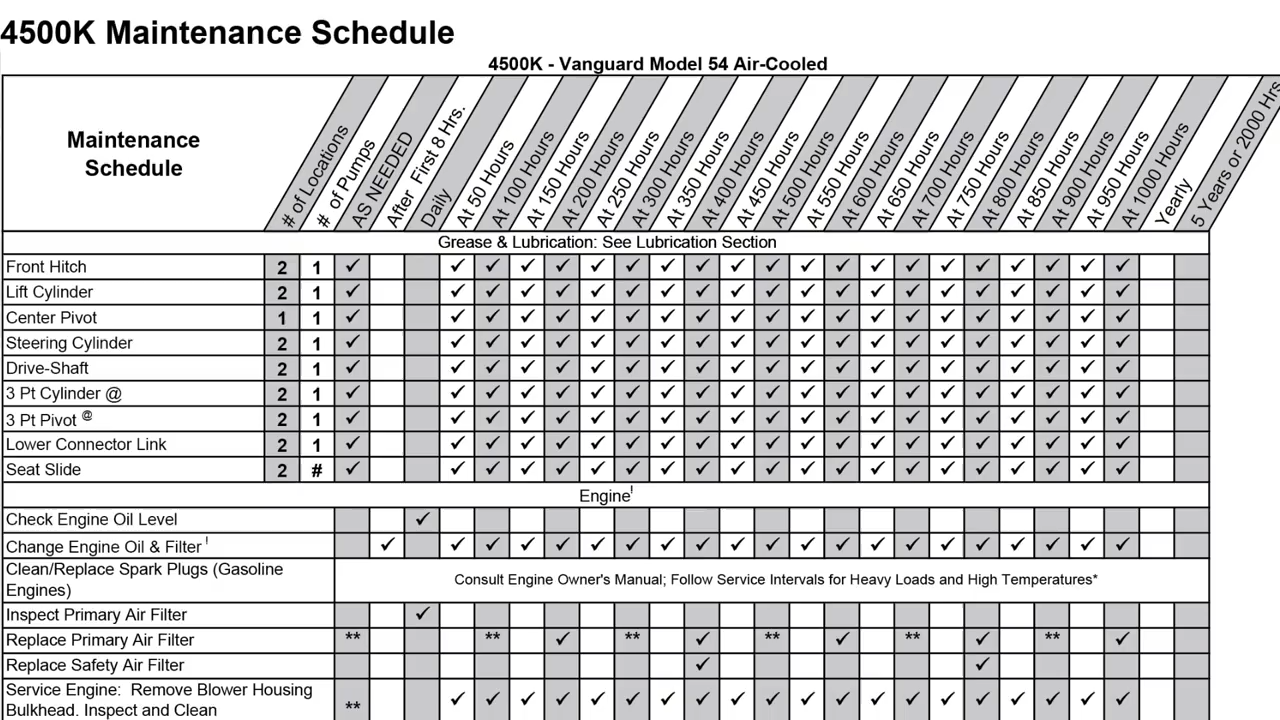 4500K Maintenance Schedule
4500K - Vanguard Model 54 Air-Cooled
Maintenance
Schedule
# of Locations
# of Pumps
AS NEEDED
After First 8 Hrs.
Daily
At 50 Hours
At 100 Hours
At 150 Hours
At 200 Hours
At 250 Hours
At 300 Hours
At 350 Hours
At 400 Hours
At 450 Hours
At 500 Hours
At 550 Hours
At 600 Hours
At 650 Hours
At 700 Hours
At 750 Hours
At 800 Hours
At 850 Hours
At 900 Hours
At 950 Hours
At 1000 Hours
Yearly
5 Years or 2000 Hrs
Grease & Lubrication: See Lubrication Section
Front Hitch 2 1 ✓ ✓ ✓ ✓ ✓ ✓ ✓ ✓ ✓ ✓ ✓ ✓ ✓ ✓ ✓ ✓ ✓ ✓ ✓ ✓ ✓
Lift Cylinder 2 1 ✓ ✓ ✓ ✓ ✓ ✓ ✓ ✓ ✓ ✓ ✓ ✓ ✓ ✓ ✓ ✓ ✓ ✓ ✓ ✓ ✓
Center Pivot 1 1 ✓ ✓ ✓ ✓ ✓ ✓ ✓ ✓ ✓ ✓ ✓ ✓ ✓ ✓ ✓ ✓ ✓ ✓ ✓ ✓ ✓
Steering Cylinder 2 1 ✓ ✓ ✓ ✓ ✓ ✓ ✓ ✓ ✓ ✓ ✓ ✓ ✓ ✓ ✓ ✓ ✓ ✓ ✓ ✓ ✓
Drive-Shaft 2 1 ✓ ✓ ✓ ✓ ✓ ✓ ✓ ✓ ✓ ✓ ✓ ✓ ✓ ✓ ✓ ✓ ✓ ✓ ✓ ✓ ✓
3 Pt Cylinder @ 2 1 ✓ ✓ ✓ ✓ ✓ ✓ ✓ ✓ ✓ ✓ ✓ ✓ ✓ ✓ ✓ ✓ ✓ ✓ ✓ ✓ ✓
3 Pt Pivot @ 2 1 ✓ ✓ ✓ ✓ ✓ ✓ ✓ ✓ ✓ ✓ ✓ ✓ ✓ ✓ ✓ ✓ ✓ ✓ ✓ ✓ ✓
Lower Connector Link 2 1 ✓ ✓ ✓ ✓ ✓ ✓ ✓ ✓ ✓ ✓ ✓ ✓ ✓ ✓ ✓ ✓ ✓ ✓ ✓ ✓ ✓
Seat Slide 2 # ✓ ✓ ✓ ✓ ✓ ✓ ✓ ✓ ✓ ✓ ✓ ✓ ✓ ✓ ✓ ✓ ✓ ✓ ✓ ✓ ✓
Engine!
Check Engine Oil Level ✓
Change Engine Oil & Filter ! ✓ ✓ ✓ ✓ ✓ ✓ ✓ ✓ ✓ ✓ ✓ ✓ ✓ ✓ ✓ ✓ ✓ ✓ ✓ ✓ ✓
Clean/Replace Spark Plugs (Gasoline
Engines)
Consult Engine Owner's Manual; Follow Service Intervals for Heavy Loads and High Temperatures*
Inspect Primary Air Filter ✓
Replace Primary Air Filter ** ** ✓ ** ✓ ** ✓ ** ✓ ** ✓
Replace Safety Air Filter ✓ ✓
Service Engine: Remove Blower Housing
Bulkhead. Inspect and Clean ** ✓ ✓ ✓ ✓ ✓ ✓ ✓ ✓ ✓ ✓ ✓ ✓ ✓ ✓ ✓ ✓ ✓ ✓ ✓ ✓